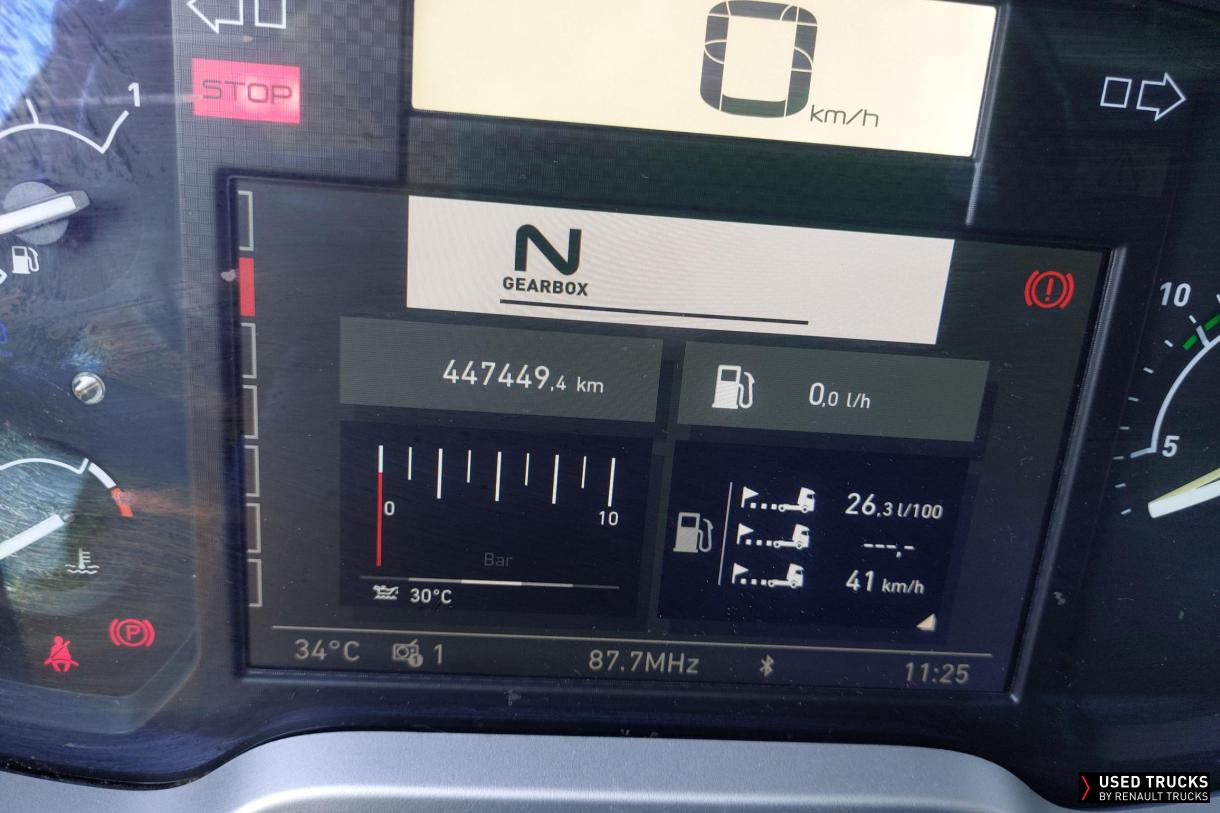 1
STOP
0 km/h
N
GEARBOX
447449,4 km
0,0 l/h
10
5
0
10
Bar
30°C
26,3 l/100
---,-
41 km/h
P
34°C
1
87.7MHz
11:25
USED TRUCKS
BY RENAULT TRUCKS